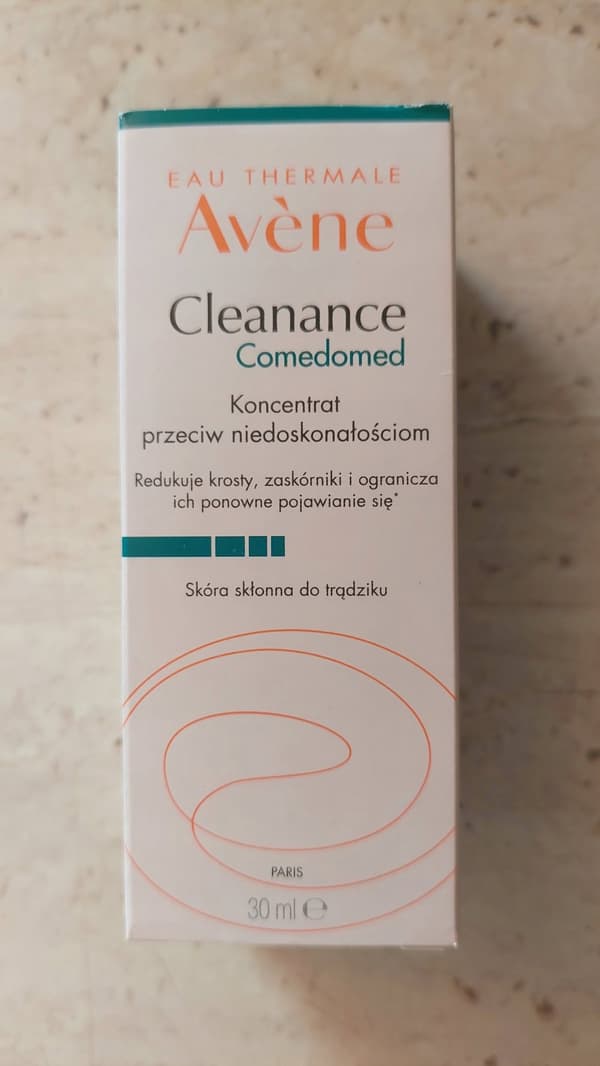 EAU THERMALE
Avène
Cleanance
Comedomed
Koncentrat
przeciw niedoskonałościom
Redukuje krosty, zaskórniki i ogranicza
ich ponowne pojawianie się*
Skóra skłonna do trądziku
PARIS
30 ml ℮